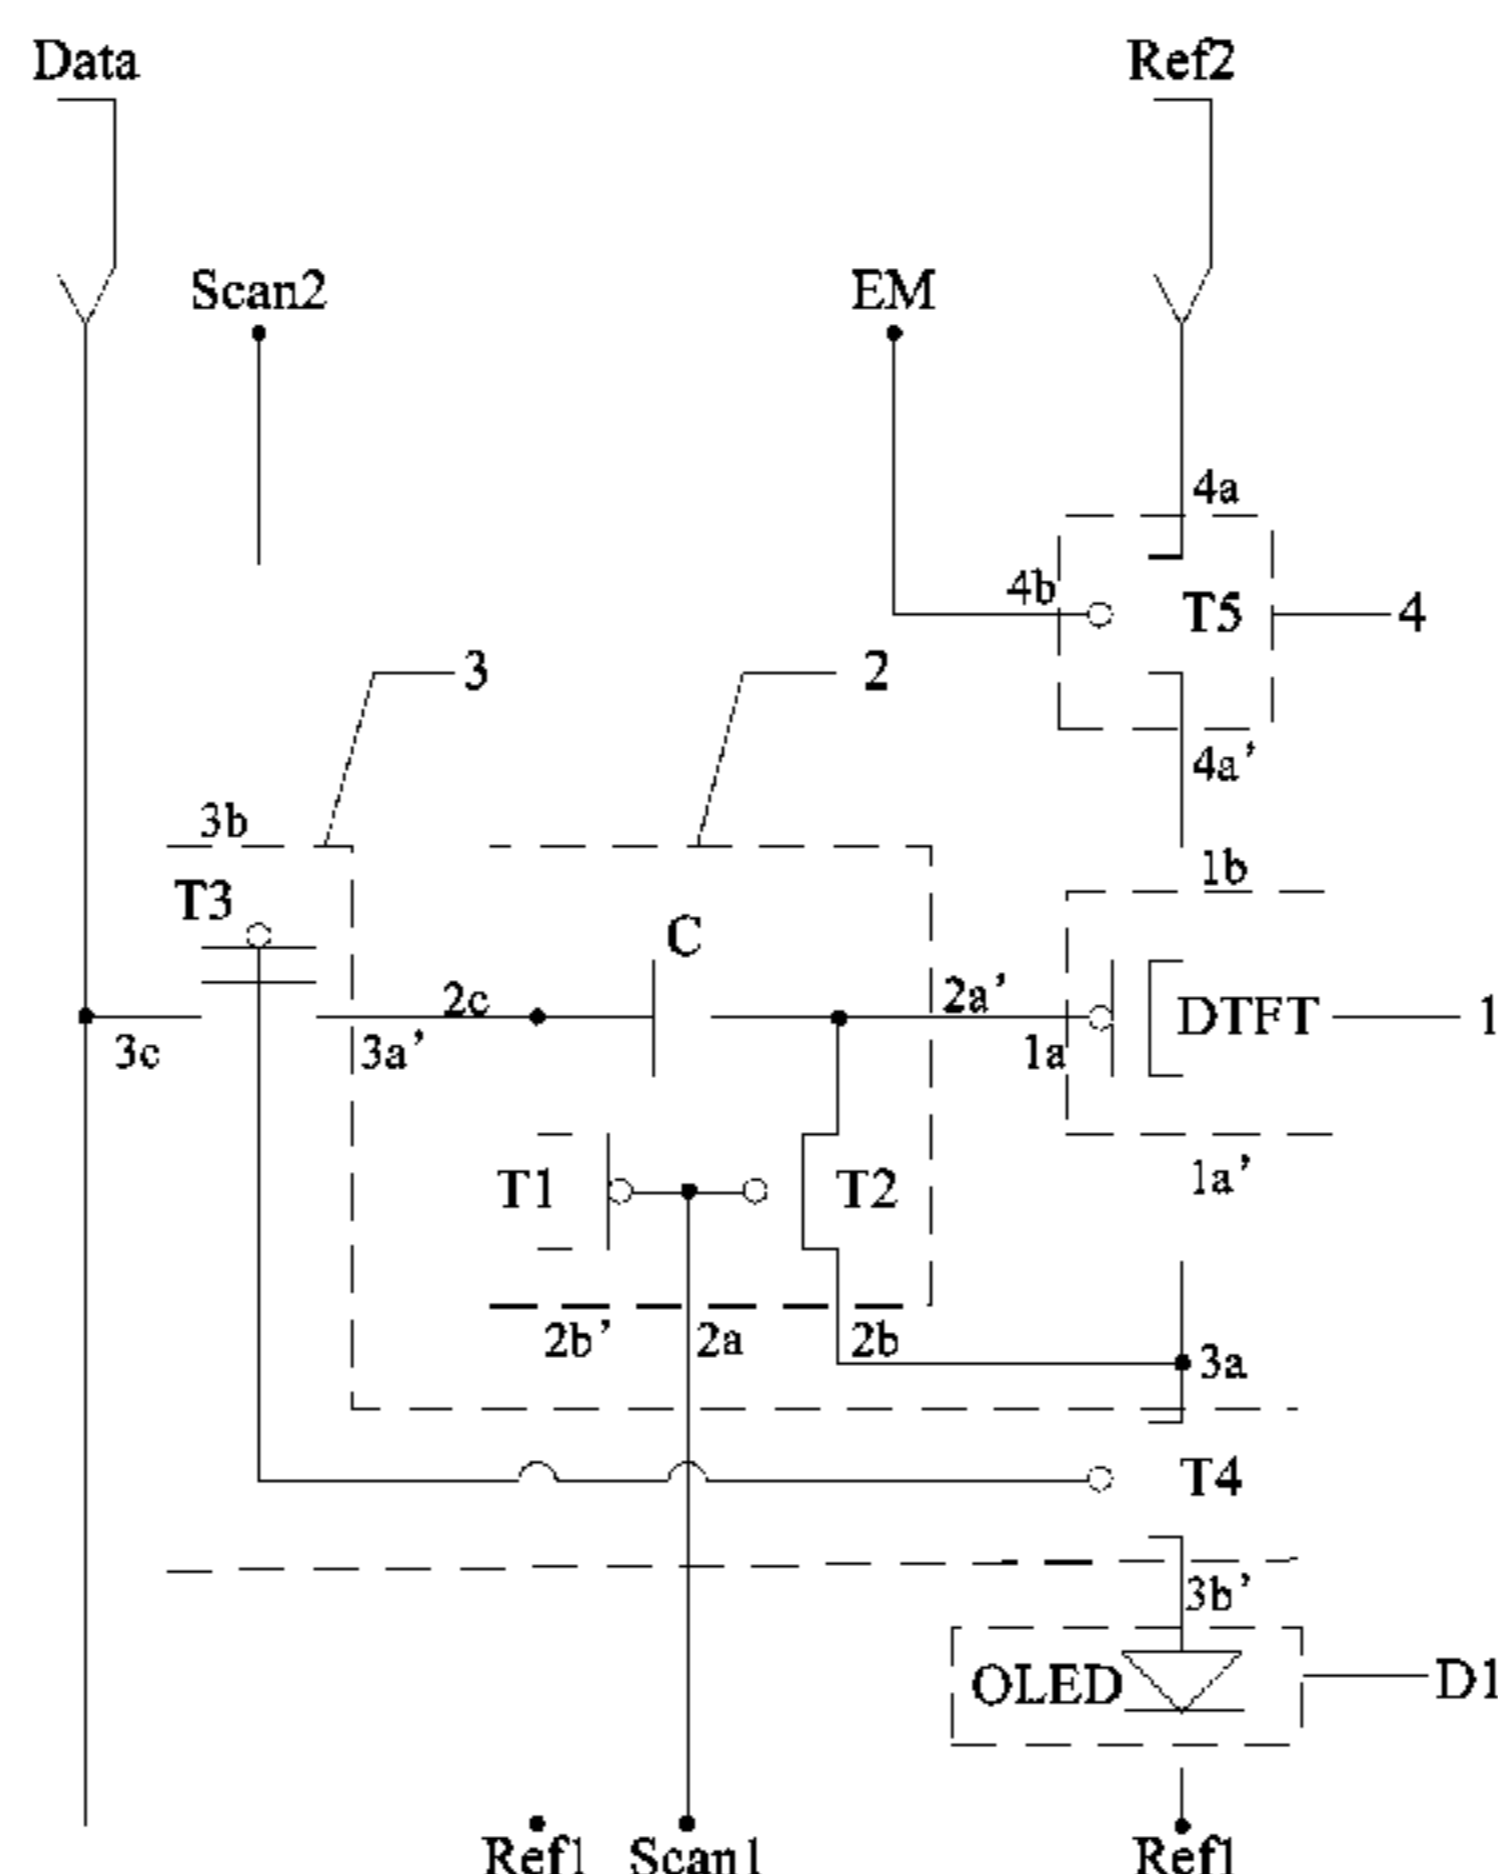 Data
Ref2
Scan2
EM
4a
4b
T5
4
3
2
4a’
3b
1b
T3
C
2c
2a’
DTFT
1
3c
3a’
1a
T1
T2
1a’
2b’
2a
2b
3a
T4
3b’
OLED
D1
Ref1
Scan1
Ref1